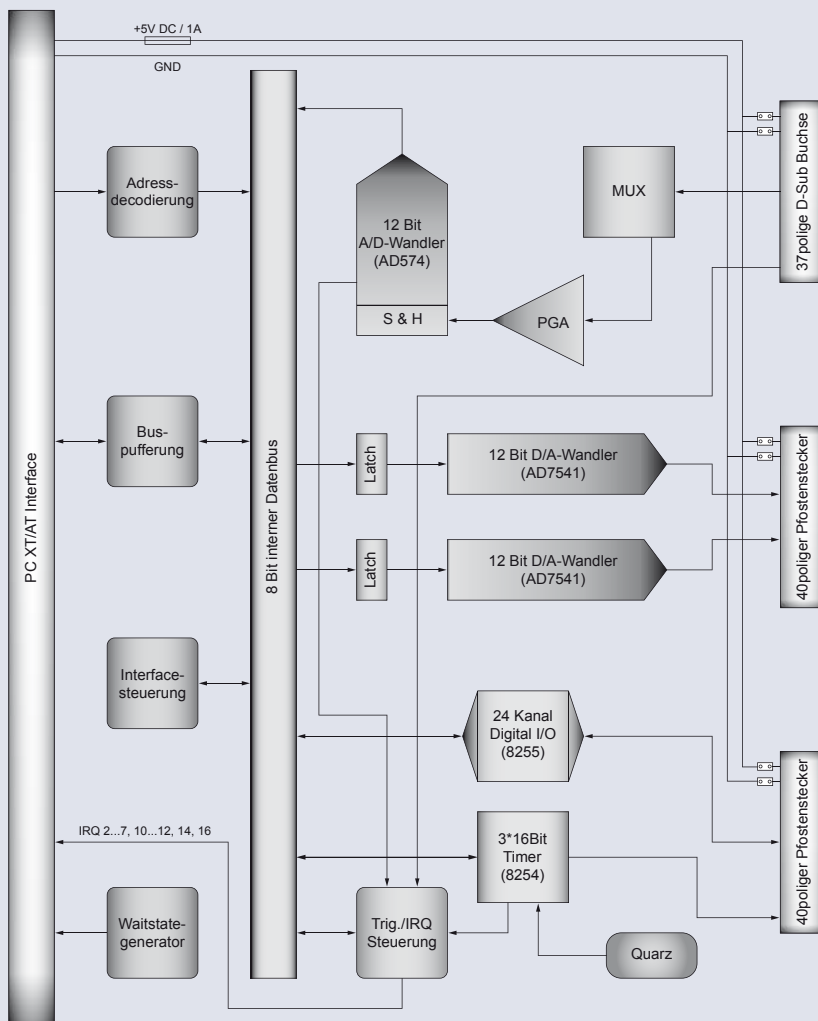 +5V DC / 1A
GND
PC XT/AT Interface
Adress-
decodierung
8 Bit interner Datenbus
12 Bit
A/D-Wandler
(AD574)
S & H
MUX
PGA
37polige D-Sub Buchse
Bus-
pufferung
Latch
12 Bit D/A-Wandler
(AD7541)
Latch
12 Bit D/A-Wandler
(AD7541)
40poliger Pfostenstecker
Interface-
steuerung
24 Kanal
Digital I/O
(8255)
IRQ 2...7, 10...12, 14, 16
3*16Bit
Timer
(8254)
40poliger Pfostenstecker
Waitstate-
generator
Trig./IRQ
Steuerung
Quarz